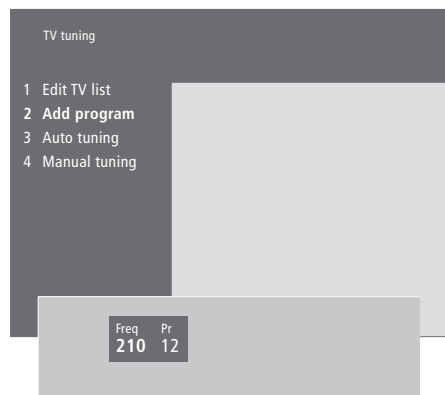 TV tuning
1 Edit TV list
2 Add program
3 Auto tuning
4 Manual tuning
Freq Pr
210 12